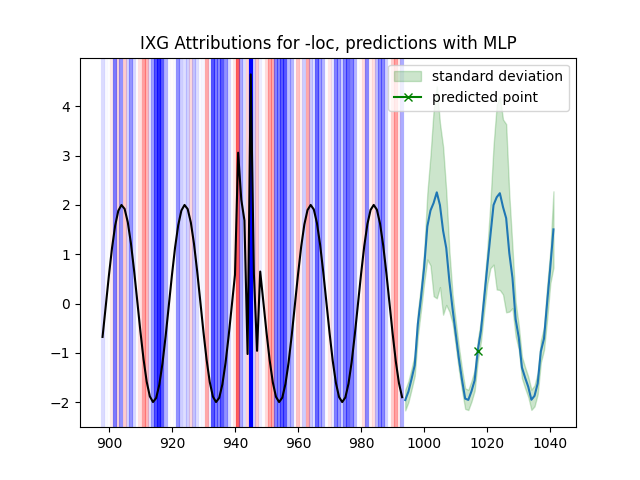 IXG Attributions for -loc, predictions with MLP
standard deviation
predicted point
4
3
2
1
0
−1
−2
900 920 940 960 980 1000 1020 1040